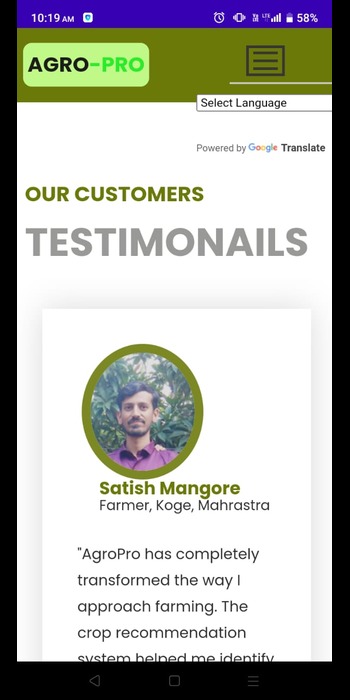 10:19 AM
58%
AGRO-PRO
Select Language
Powered by Google Translate
OUR CUSTOMERS
TESTIMONAILS
Satish Mangore
Farmer, Koge, Mahrastra
"AgroPro has completely
transformed the way I
approach farming. The
crop recommendation
system helped me identify